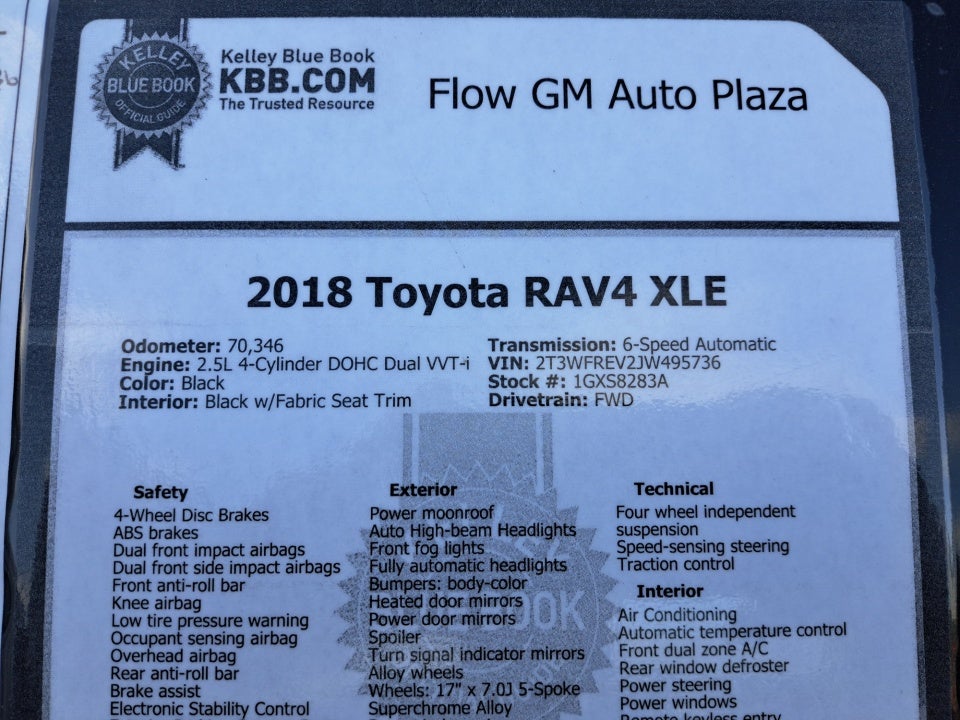 KELLEY
BLUE BOOK
OFFICIAL GUIDE
Kelley Blue Book
KBB.COM
The Trusted Resource
Flow GM Auto Plaza
2018 Toyota RAV4 XLE
Odometer: 70,346
Engine: 2.5L 4-Cylinder DOHC Dual VVT-i
Color: Black
Interior: Black w/Fabric Seat Trim
Transmission: 6-Speed Automatic
VIN: 2T3WFREV2JW495736
Stock #: 1GXS8283A
Drivetrain: FWD
Safety
4-Wheel Disc Brakes
ABS brakes
Dual front impact airbags
Dual front side impact airbags
Front anti-roll bar
Knee airbag
Low tire pressure warning
Occupant sensing airbag
Overhead airbag
Rear anti-roll bar
Brake assist
Electronic Stability Control
Exterior
Power moonroof
Auto High-beam Headlights
Front fog lights
Fully automatic headlights
Bumpers: body-color
Heated door mirrors
Power door mirrors
Spoiler
Turn signal indicator mirrors
Alloy wheels
Wheels: 17" x 7.0J 5-Spoke
Superchrome Alloy
Technical
Four wheel independent
suspension
Speed-sensing steering
Traction control
Interior
Air Conditioning
Automatic temperature control
Front dual zone A/C
Rear window defroster
Power steering
Power windows
Remote keyless entry